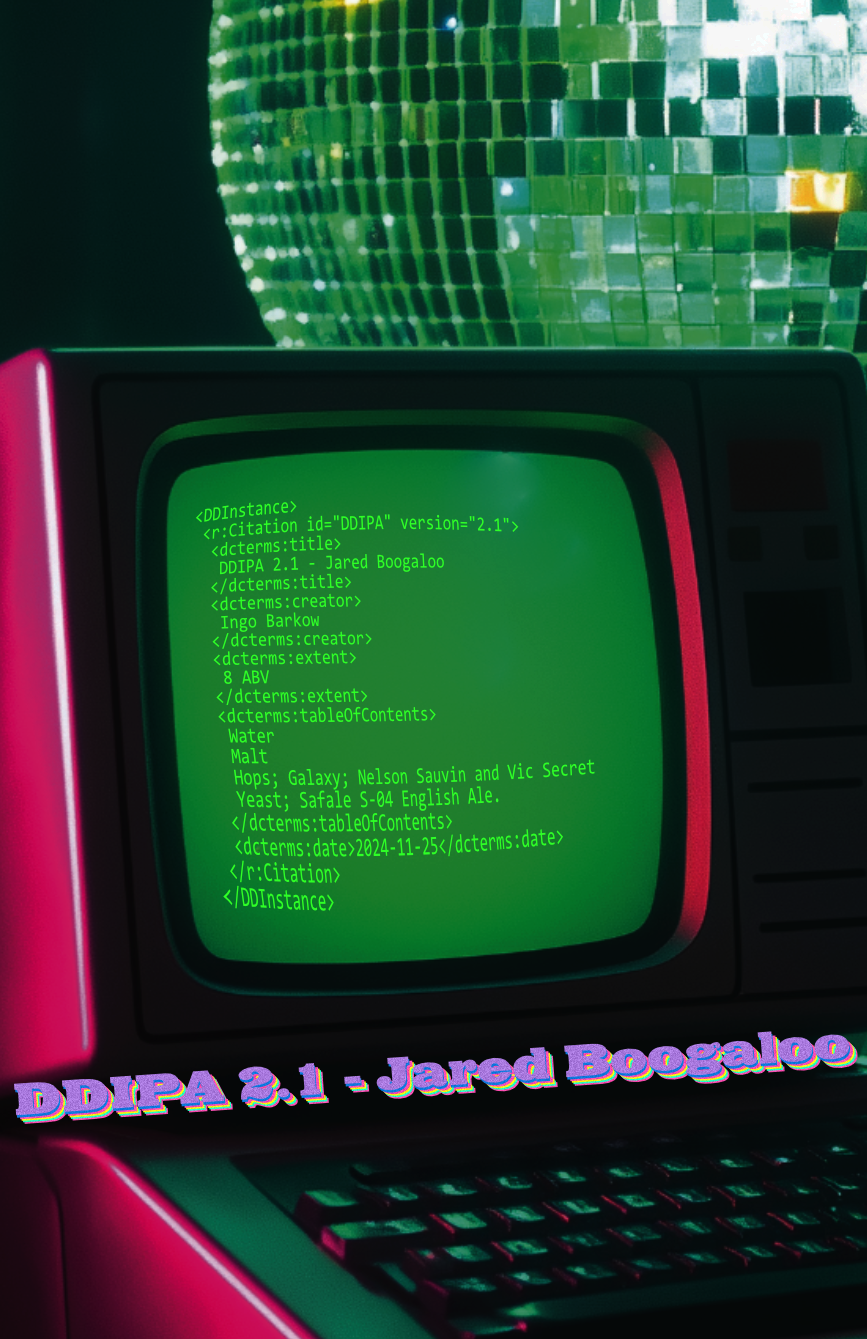 <DDInstance>
<r:Citation id="DDIPA" version="2.1">
<dcterms:title>
DDIPA 2.1 - Jared Boogaloo
</dcterms:title>
<dcterms:creator>
Ingo Barkow
</dcterms:creator>
<dcterms:extent>
8 ABV
</dcterms:extent>
<dcterms:tableOfContents>
Water
Malt
Hops; Galaxy; Nelson Sauvin and Vic Secret
Yeast; Safale S-04 English Ale.
</dcterms:tableOfContents>
<dcterms:date>2024-11-25</dcterms:date>
</r:Citation>
</DDInstance>
DDIPA 2.1 - Jared Boogaloo